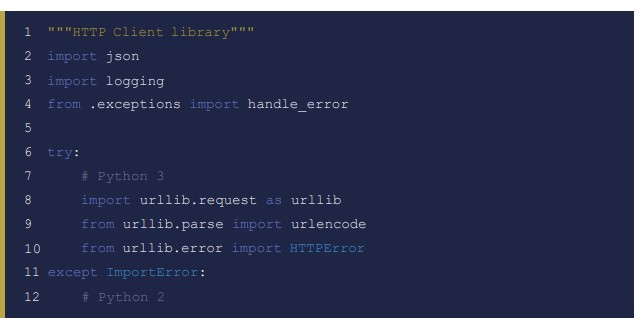 1 """HTTP Client library"""
2 import json
3 import logging
4 from .exceptions import handle_error
5
6 try:
7     # Python 3
8     import urllib.request as urllib
9     from urllib.parse import urlencode
10     from urllib.error import HTTPError
11 except ImportError:
12     # Python 2